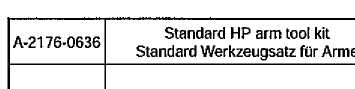 A-2176-0636
Standard HP arm tool kit
Standard Werkzeugsatz für Arme